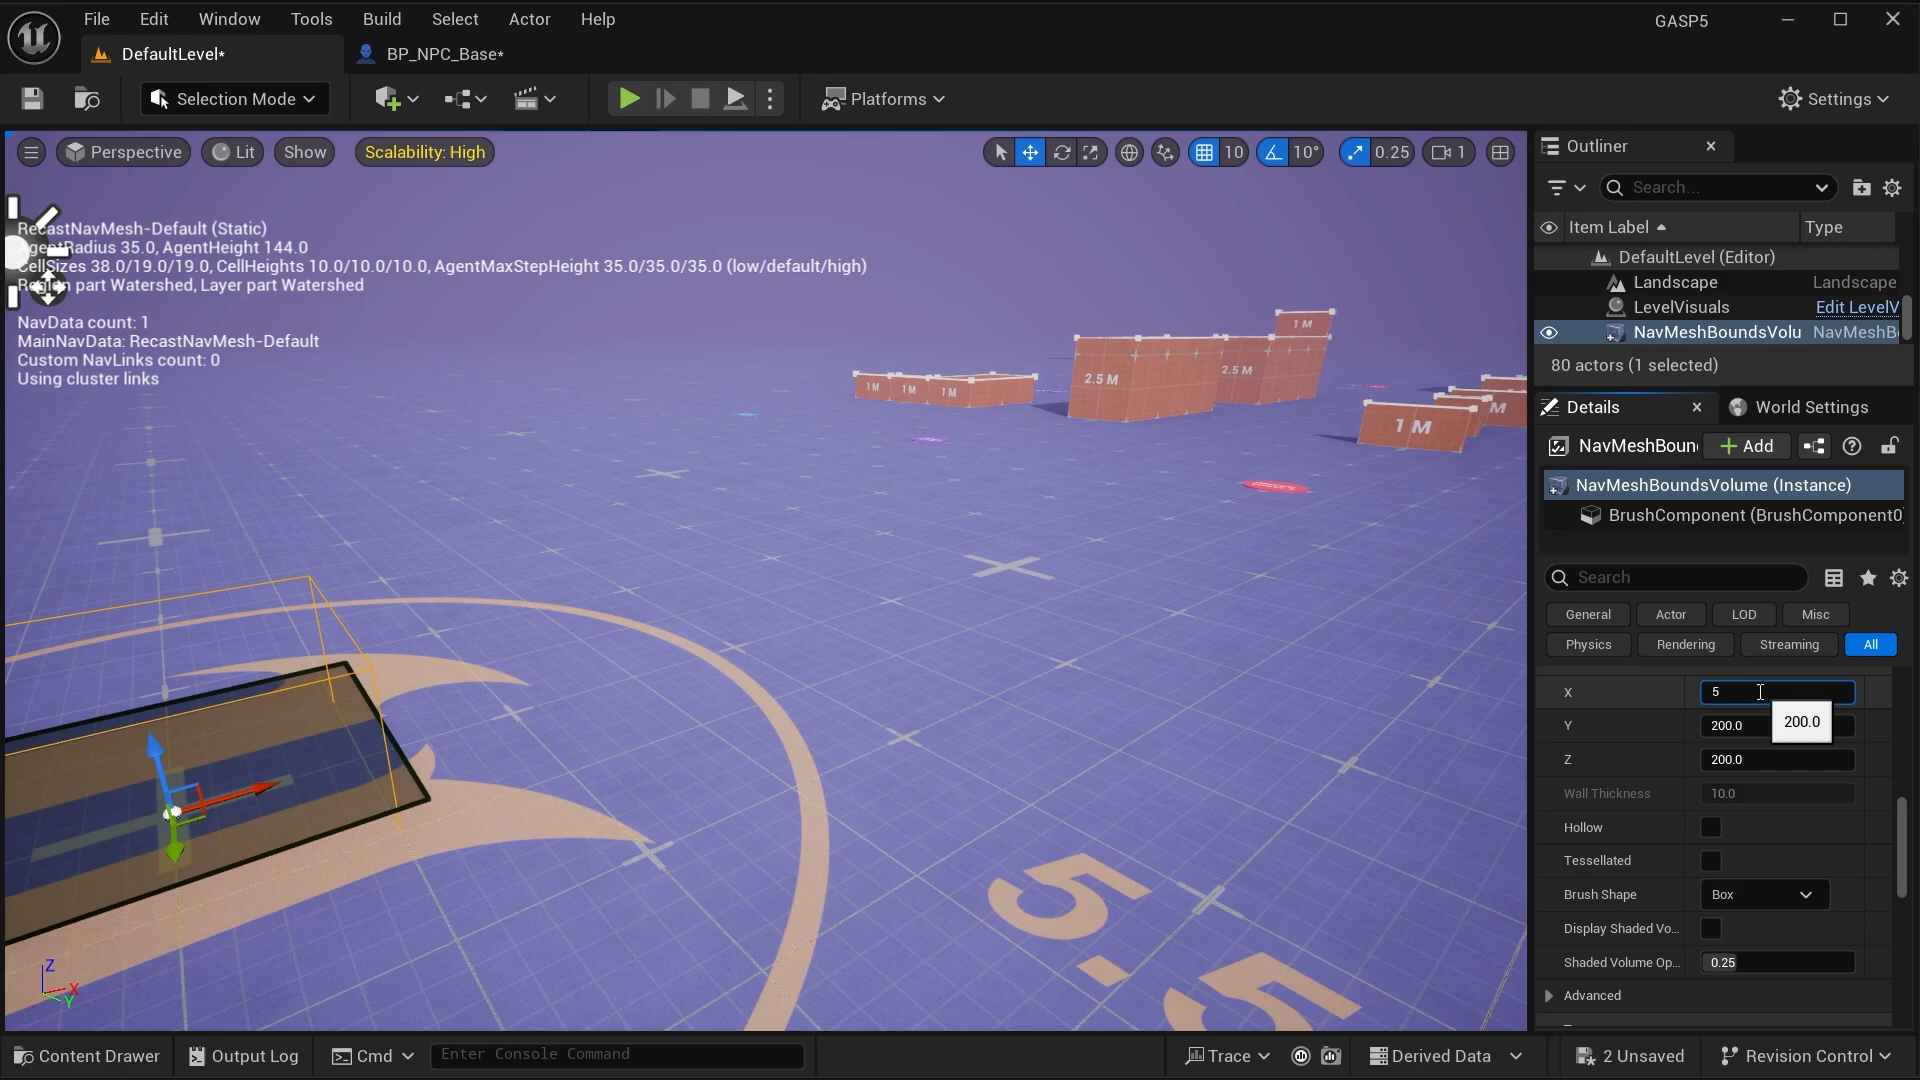 File Edit Window Tools Build Select Actor Help
GASP5
DefaultLevel*
BP_NPC_Base*
Selection Mode
Platforms
Settings
Perspective
Lit
Show
Scalability: High
10
10°
0.25
1
RecastNavMesh-Default (Static)
AgentRadius 35.0, AgentHeight 144.0
CellSizes 38.0/19.0/19.0, CellHeights 10.0/10.0/10.0, AgentMaxStepHeight 35.0/35.0/35.0 (low/default/high)
Region part Watershed, Layer part Watershed
NavData count: 1
MainNavData: RecastNavMesh-Default
Custom NavLinks count: 0
Using cluster links
1 M
1 M
1 M
2.5 M
2.5 M
1 M
1 M
M
5.5
Z
X
Y
Outliner
Search...
Item Label
Type
DefaultLevel (Editor)
Landscape Landscape
LevelVisuals Edit LevelV
NavMeshBoundsVolu NavMeshB
80 actors (1 selected)
Details
World Settings
NavMeshBoun
Add
NavMeshBoundsVolume (Instance)
BrushComponent (BrushComponent0)
Search
General Actor LOD Misc
Physics Rendering Streaming All
X 5
200.0
Y 200.0
Z 200.0
Wall Thickness 10.0
Hollow
Tessellated
Brush Shape Box
Display Shaded Vo...
Shaded Volume Op... 0.25
Advanced
Content Drawer
Output Log
Cmd
Enter Console Command
Trace
Derived Data
2 Unsaved
Revision Control